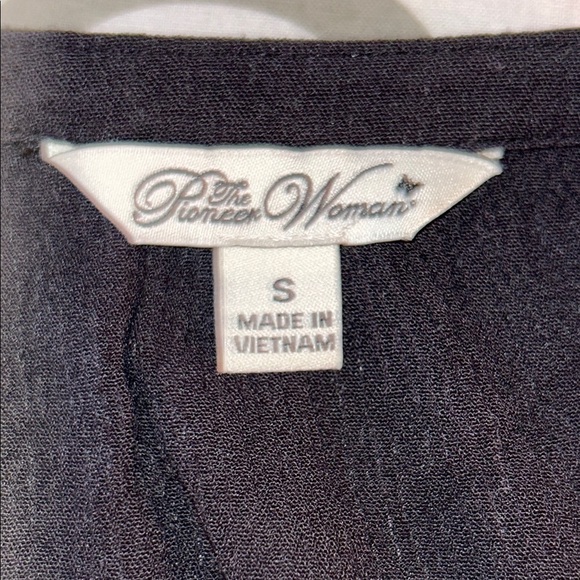 The
Pioneer Woman
S
MADE IN
VIETNAM